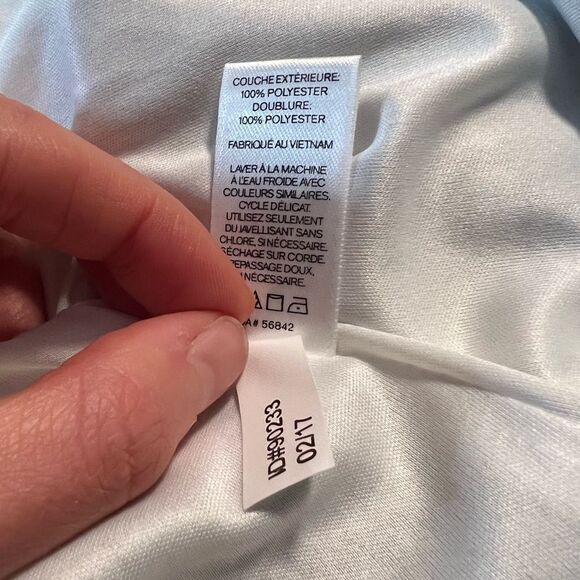 COUCHE EXTÉRIEURE:
100% POLYESTER
DOUBLURE:
100% POLYESTER
FABRIQUÉ AU VIETNAM
LAVER À LA MACHINE
À L'EAU FROIDE AVEC
COULEURS SIMILAIRES.
CYCLE DÉLICAT.
UTILISEZ SEULEMENT
DU JAVELLISANT SANS
CHLORE, SI NÉCESSAIRE.
SÉCHAGE SUR CORDE.
REPASSAGE DOUX,
SI NÉCESSAIRE.
A# 56842
VID#90233
02/17